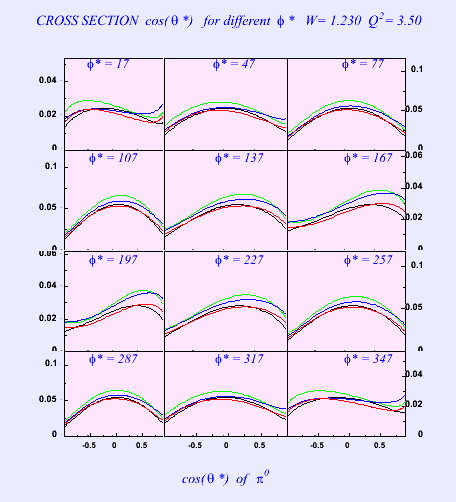 CROSS SECTION cos(θ *) for different ϕ * W= 1.230 Q²= 3.50
ϕ* = 17 ϕ* = 47 ϕ* = 77
0.04 0.1
0.02 0.05
0 0
ϕ* = 107 ϕ* = 137 ϕ* = 167
0.1 0.06
0.04
0.05 0.02
0 0
ϕ* = 197 ϕ* = 227 ϕ* = 257
0.06 0.1
0.04
0.02 0.05
0 0
ϕ* = 287 ϕ* = 317 ϕ* = 347
0.1 0.04
0.05 0.02
0 0
-0.5 0 0.5 -0.5 0 0.5 -0.5 0 0.5
cos(θ *) of π⁰